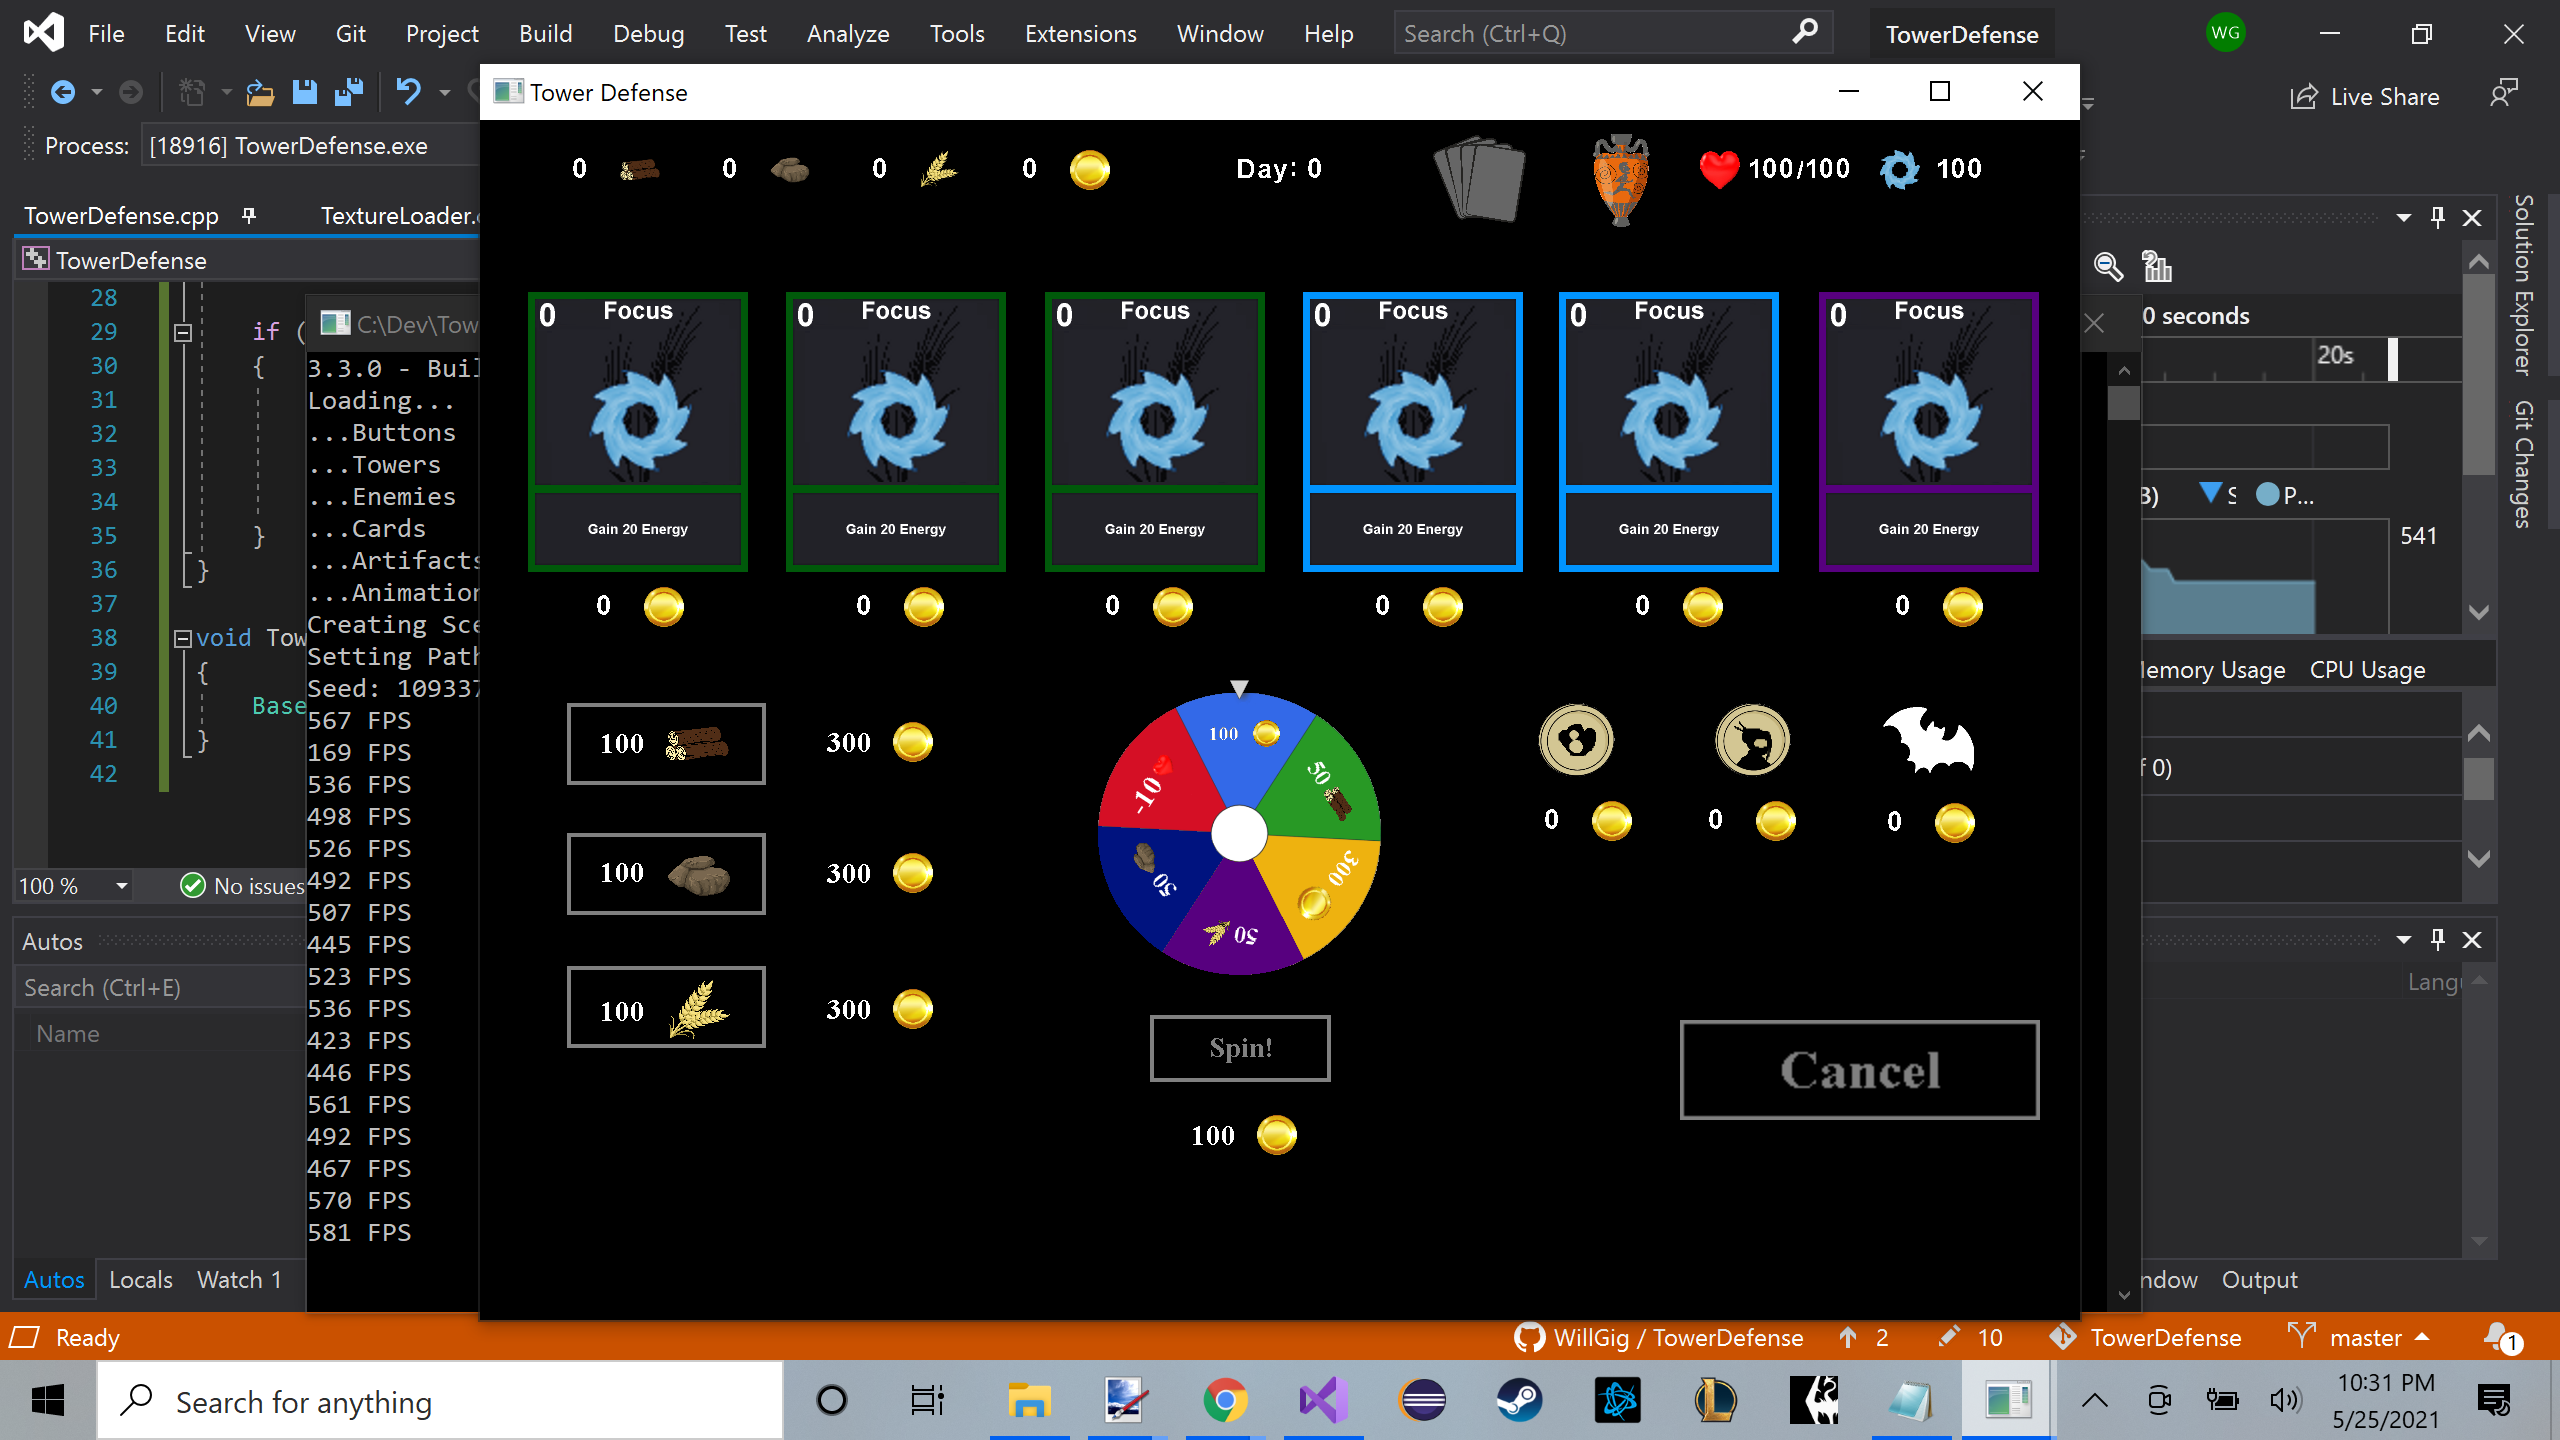 File Edit View Git Project Build Debug Test Analyze Tools Extensions Window Help Search (Ctrl+Q) TowerDefense WG
Tower Defense
Live Share
Process: [18916] TowerDefense.exe
0 0 0 0 Day: 0 100/100 100
TowerDefense.cpp TextureLoader.
TowerDefense
Solution Explorer
Git Changes
28
29 if (
30 {
31
32
33
34
35 }
36 }
37
38 void Tow
39 {
40 Base
41 }
42
C:\Dev\Tow
3.3.0 - Buil
Loading...
...Buttons
...Towers
...Enemies
...Cards
...Artifacts
...Animation
Creating Sce
Setting Path
Seed: 109337
567 FPS
169 FPS
536 FPS
498 FPS
526 FPS
492 FPS
507 FPS
445 FPS
523 FPS
536 FPS
423 FPS
446 FPS
561 FPS
492 FPS
467 FPS
570 FPS
581 FPS
0 Focus 0 Focus 0 Focus 0 Focus 0 Focus 0 Focus
Gain 20 Energy Gain 20 Energy Gain 20 Energy Gain 20 Energy Gain 20 Energy Gain 20 Energy
0 0 0 0 0 0
100 300
100 300
100 300
100
50
300
50
50
-10
Spin!
100
0 0 0
Cancel
0 seconds
20s
B) S P...
541
Memory Usage CPU Usage
f 0)
100 % No issues
Autos
Search (Ctrl+E)
Name
Lang
Autos Locals Watch 1
ndow Output
Ready WillGig / TowerDefense 2 10 TowerDefense master 1
Search for anything
10:31 PM
5/25/2021